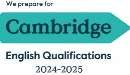 We prepare for
Cambridge
English Qualifications
2024-2025